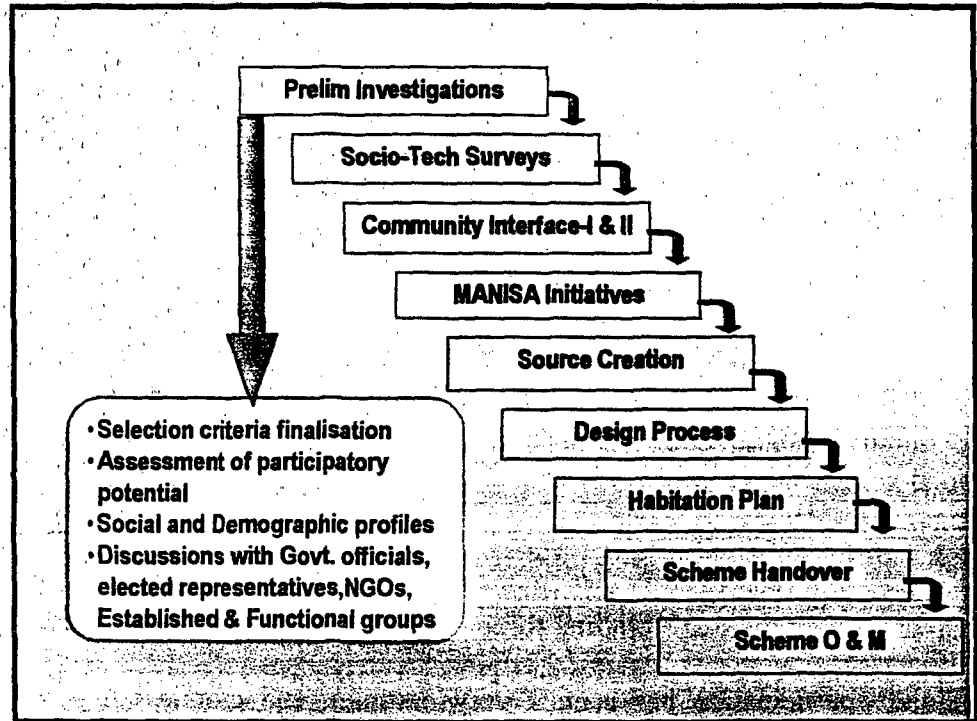 Prelim Investigations
Socio-Tech Surveys
Community Interface-I & II
MANISA Initiatives
Source Creation
Design Process
Habitation Plan
Scheme Handover
Scheme O & M
•Selection criteria finalisation
•Assessment of participatory
potential
•Social and Demographic profiles
•Discussions with Govt. officials,
elected representatives,NGOs,
Established & Functional groups